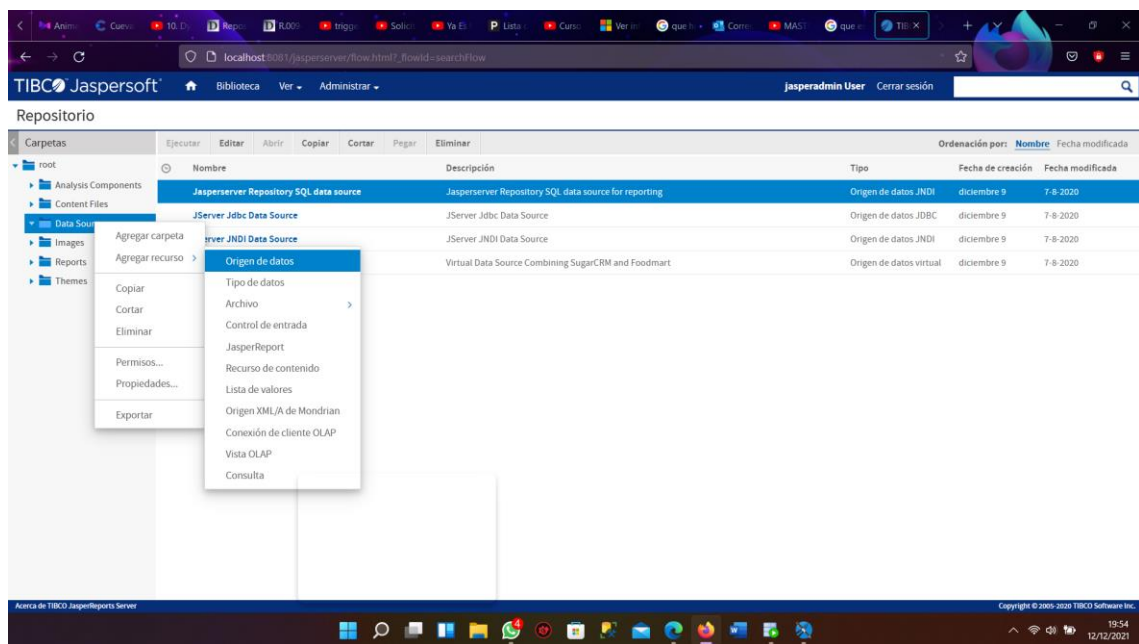 Anim
Cueva
10. D
Repo
R.009
trigge
Solici
Ya El
Lista
Curso
Ver in
que h
Corre
MAST
que e
TIB
localhost:8081/jasperserver/flow.html?_flowId=searchFlow
TIBCO Jaspersoft
Biblioteca
Ver
Administrar
jasperadmin User
Cerrar sesión
Repositorio
Carpetas
Ejecutar
Editar
Abrir
Copiar
Cortar
Pegar
Eliminar
Ordenación por: Nombre Fecha modificada
root
Nombre
Descripción
Tipo
Fecha de creación
Fecha modificada
Analysis Components
Jasperserver Repository SQL data source
Jasperserver Repository SQL data source for reporting
Origen de datos JNDI
diciembre 9
7-8-2020
Content Files
Data Sour
JServer Jdbc Data Source
JServer Jdbc Data Source
Origen de datos JDBC
diciembre 9
7-8-2020
Images
erver JNDI Data Source
JServer JNDI Data Source
Origen de datos JNDI
diciembre 9
7-8-2020
Reports
Virtual Data Source Combining SugarCRM and Foodmart
Origen de datos virtual
diciembre 9
7-8-2020
Themes
Agregar carpeta
Agregar recurso
Copiar
Cortar
Eliminar
Permisos...
Propiedades...
Exportar
Origen de datos
Tipo de datos
Archivo
Control de entrada
JasperReport
Recurso de contenido
Lista de valores
Origen XML/A de Mondrian
Conexión de cliente OLAP
Vista OLAP
Consulta
Acerca de TIBCO JasperReports Server
Copyright © 2005-2020 TIBCO Software Inc.
4
19:54
12/12/2021